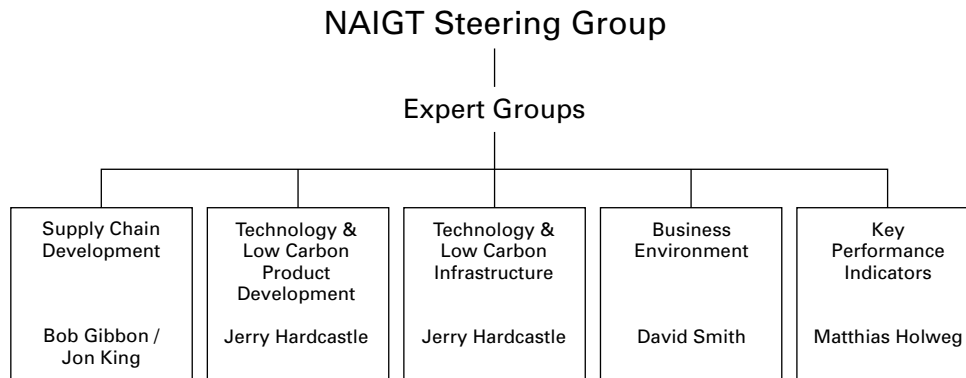 NAIGT Steering Group
Expert Groups
Supply Chain
Development
Bob Gibbon /
Jon King
Technology &
Low Carbon
Product
Development
Jerry Hardcastle
Technology &
Low Carbon
Infrastructure
Jerry Hardcastle
Business
Environment
David Smith
Key
Performance
Indicators
Matthias Holweg